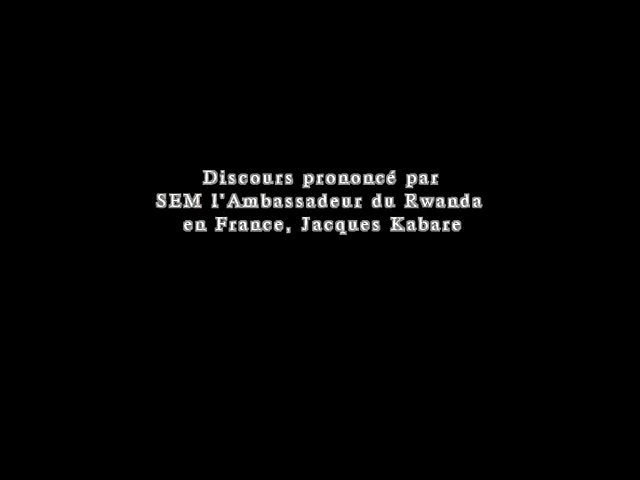 Discours prononcé par
SEM l'Ambassadeur du Rwanda
en France, Jacques Kabare